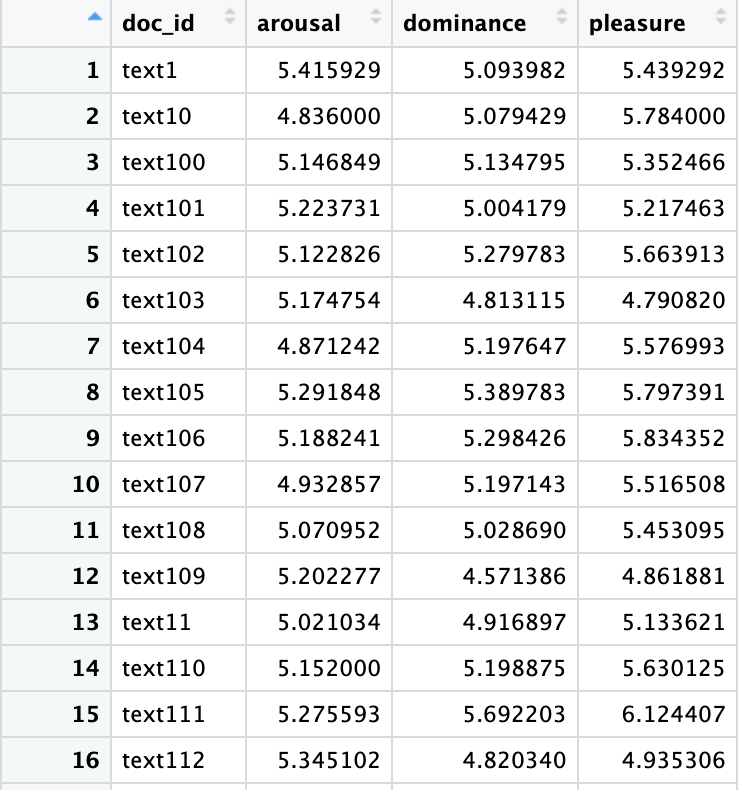 doc_id arousal dominance pleasure
1 text1 5.415929 5.093982 5.439292
2 text10 4.836000 5.079429 5.784000
3 text100 5.146849 5.134795 5.352466
4 text101 5.223731 5.004179 5.217463
5 text102 5.122826 5.279783 5.663913
6 text103 5.174754 4.813115 4.790820
7 text104 4.871242 5.197647 5.576993
8 text105 5.291848 5.389783 5.797391
9 text106 5.188241 5.298426 5.834352
10 text107 4.932857 5.197143 5.516508
11 text108 5.070952 5.028690 5.453095
12 text109 5.202277 4.571386 4.861881
13 text11 5.021034 4.916897 5.133621
14 text110 5.152000 5.198875 5.630125
15 text111 5.275593 5.692203 6.124407
16 text112 5.345102 4.820340 4.935306